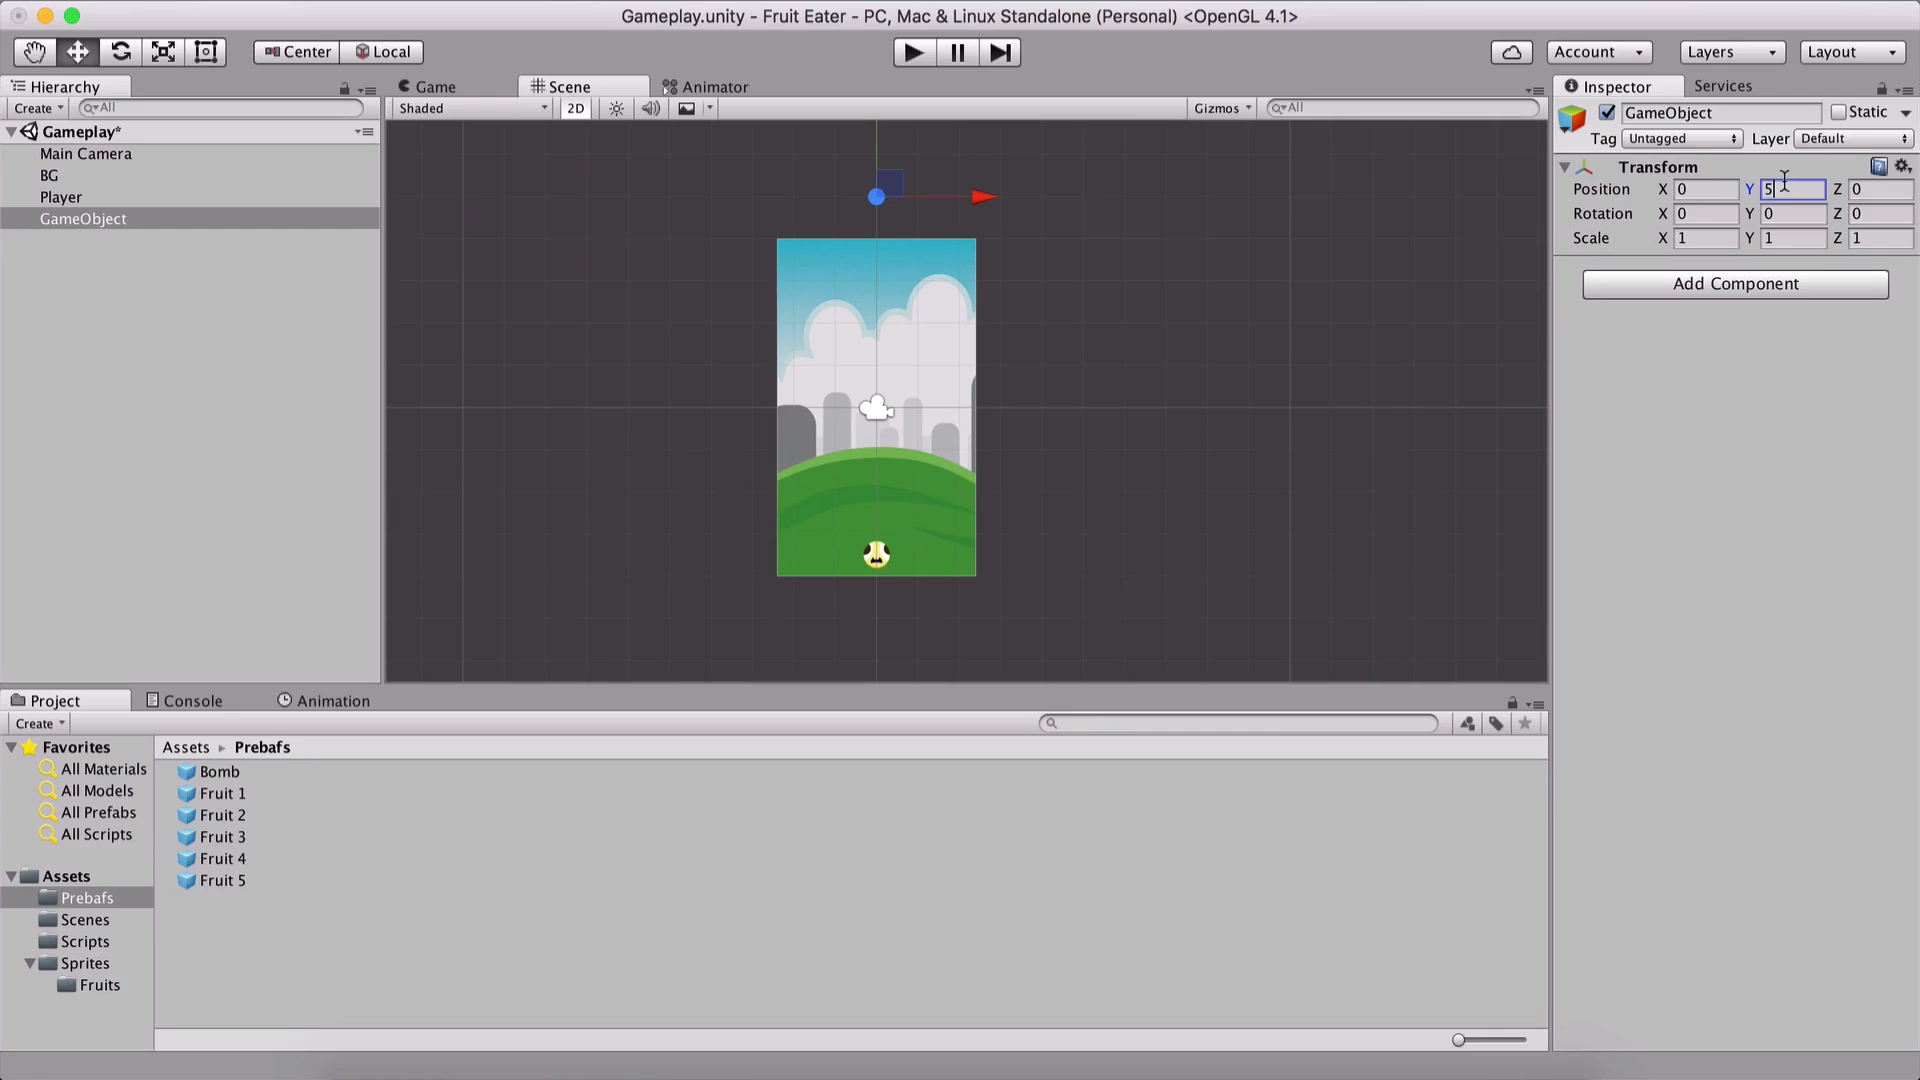 Gameplay.unity - Fruit Eater - PC, Mac & Linux Standalone (Personal) <OpenGL 4.1>
Center Local Account Layers Layout
Hierarchy
Create All
Gameplay*
Main Camera
BG
Player
GameObject
Game Scene Animator
Shaded 2D Gizmos All
Inspector Services
GameObject Static
Tag Untagged Layer Default
Transform
Position X 0 Y 5 Z 0
Rotation X 0 Y 0 Z 0
Scale X 1 Y 1 Z 1
Add Component
Project Console Animation
Create
Favorites
All Materials
All Models
All Prefabs
All Scripts
Assets
Prebafs
Scenes
Scripts
Sprites
Fruits
Assets Prebafs
Bomb
Fruit 1
Fruit 2
Fruit 3
Fruit 4
Fruit 5